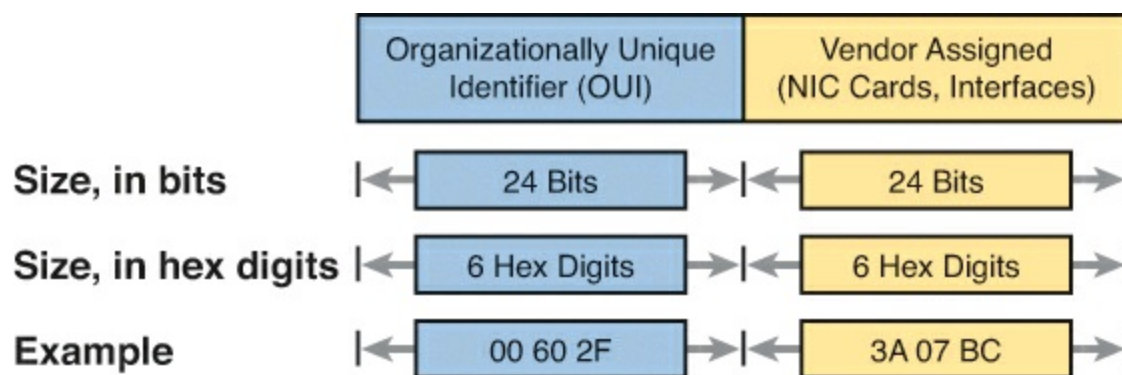 Organizationally Unique
Identifier (OUI)
Vendor Assigned
(NIC Cards, Interfaces)
Size, in bits
24 Bits
24 Bits
Size, in hex digits
6 Hex Digits
6 Hex Digits
Example
00 60 2F
3A 07 BC